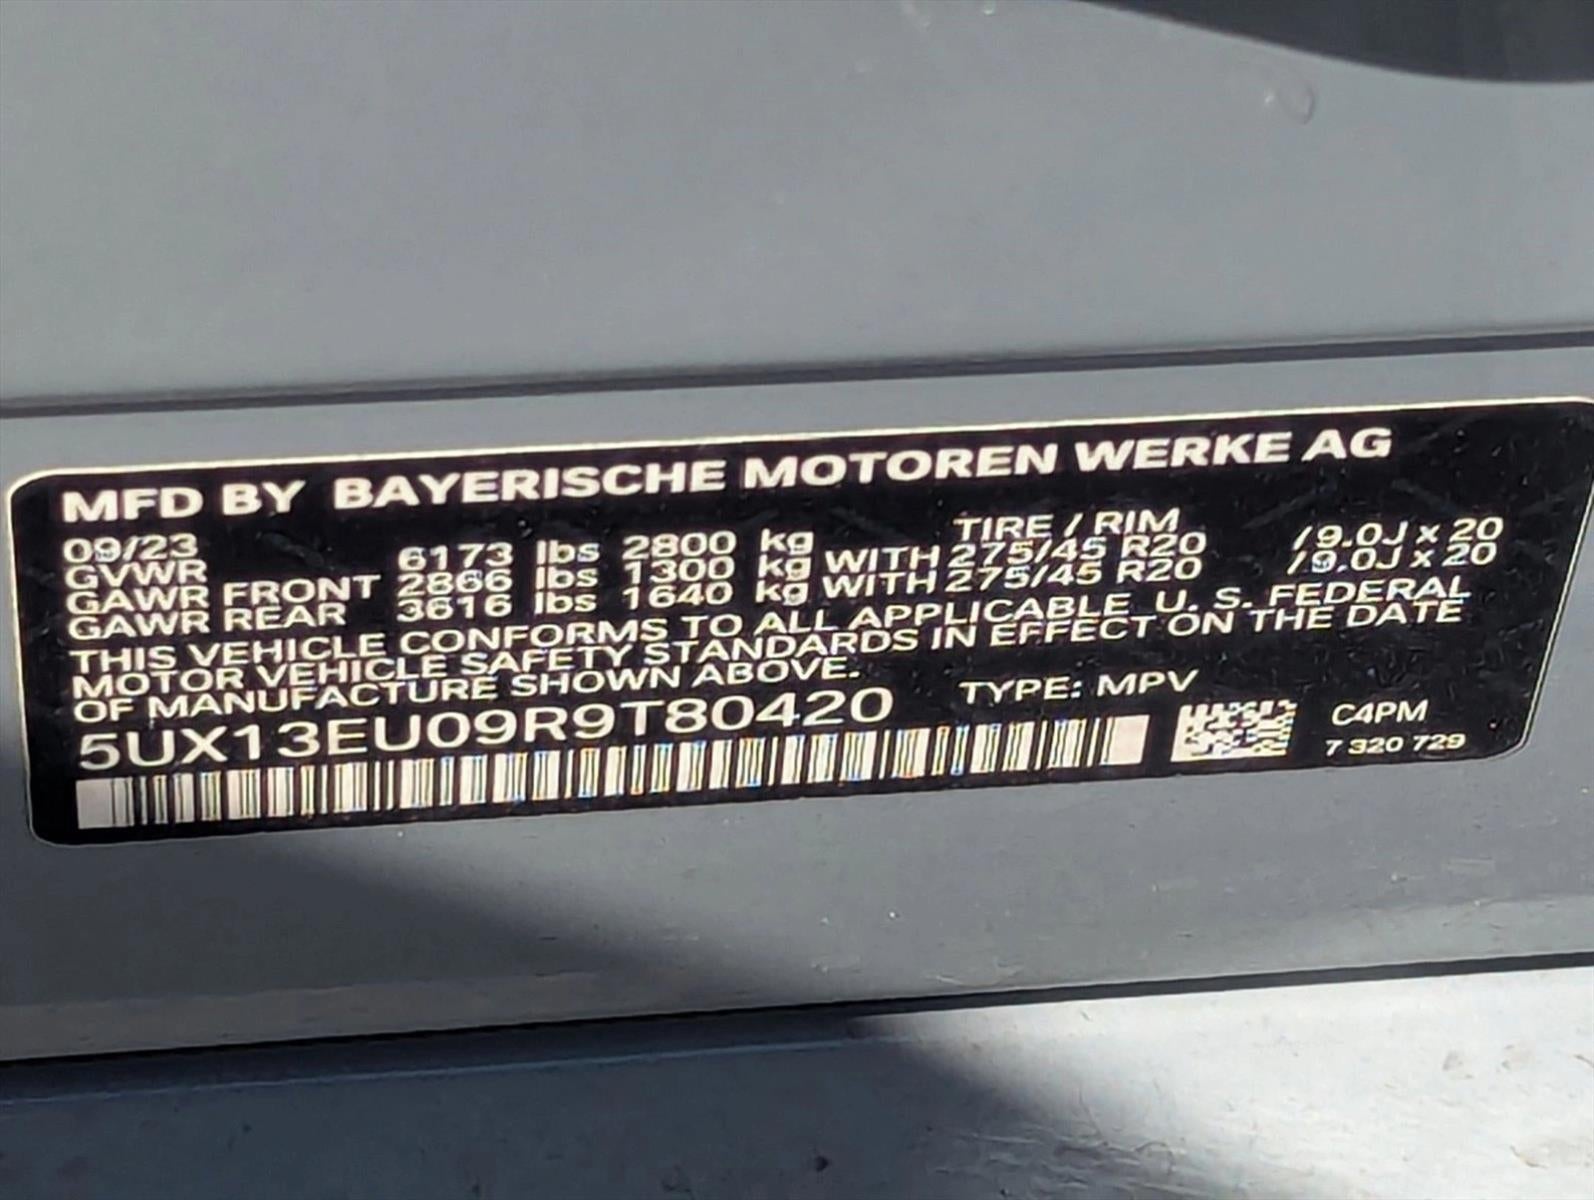 MFD BY BAYERISCHE MOTOREN WERKE AG
09/23 TIRE / RIM
GVWR 6173 lbs 2800 kg
GAWR FRONT 2866 lbs 1300 kg WITH 275/45 R20 /9.0J x 20
GAWR REAR 3616 lbs 1640 kg WITH 275/45 R20 /9.0J x 20
THIS VEHICLE CONFORMS TO ALL APPLICABLE U. S. FEDERAL
MOTOR VEHICLE SAFETY STANDARDS IN EFFECT ON THE DATE
OF MANUFACTURE SHOWN ABOVE.
5UX13EU09R9T80420 TYPE: MPV
C4PM
7 320 729